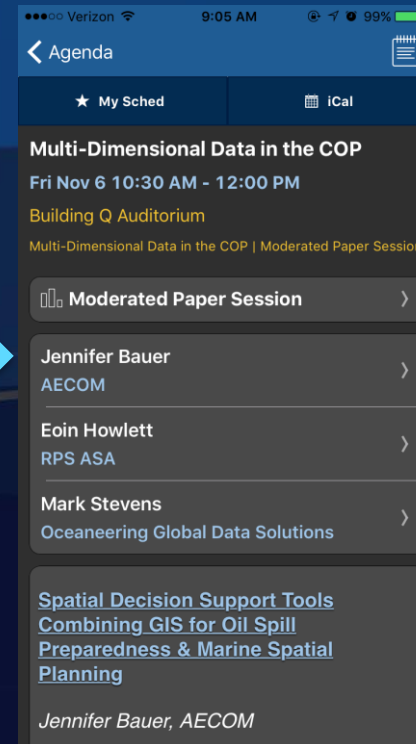 Verizon 9:05 AM 99%
Agenda
My Sched iCal
Multi-Dimensional Data in the COP
Fri Nov 6 10:30 AM - 12:00 PM
Building Q Auditorium
Multi-Dimensional Data in the COP | Moderated Paper Session
Moderated Paper Session
Jennifer Bauer
AECOM
Eoin Howlett
RPS ASA
Mark Stevens
Oceaneering Global Data Solutions
Spatial Decision Support Tools
Combining GIS for Oil Spill
Preparedness & Marine Spatial
Planning
Jennifer Bauer, AECOM